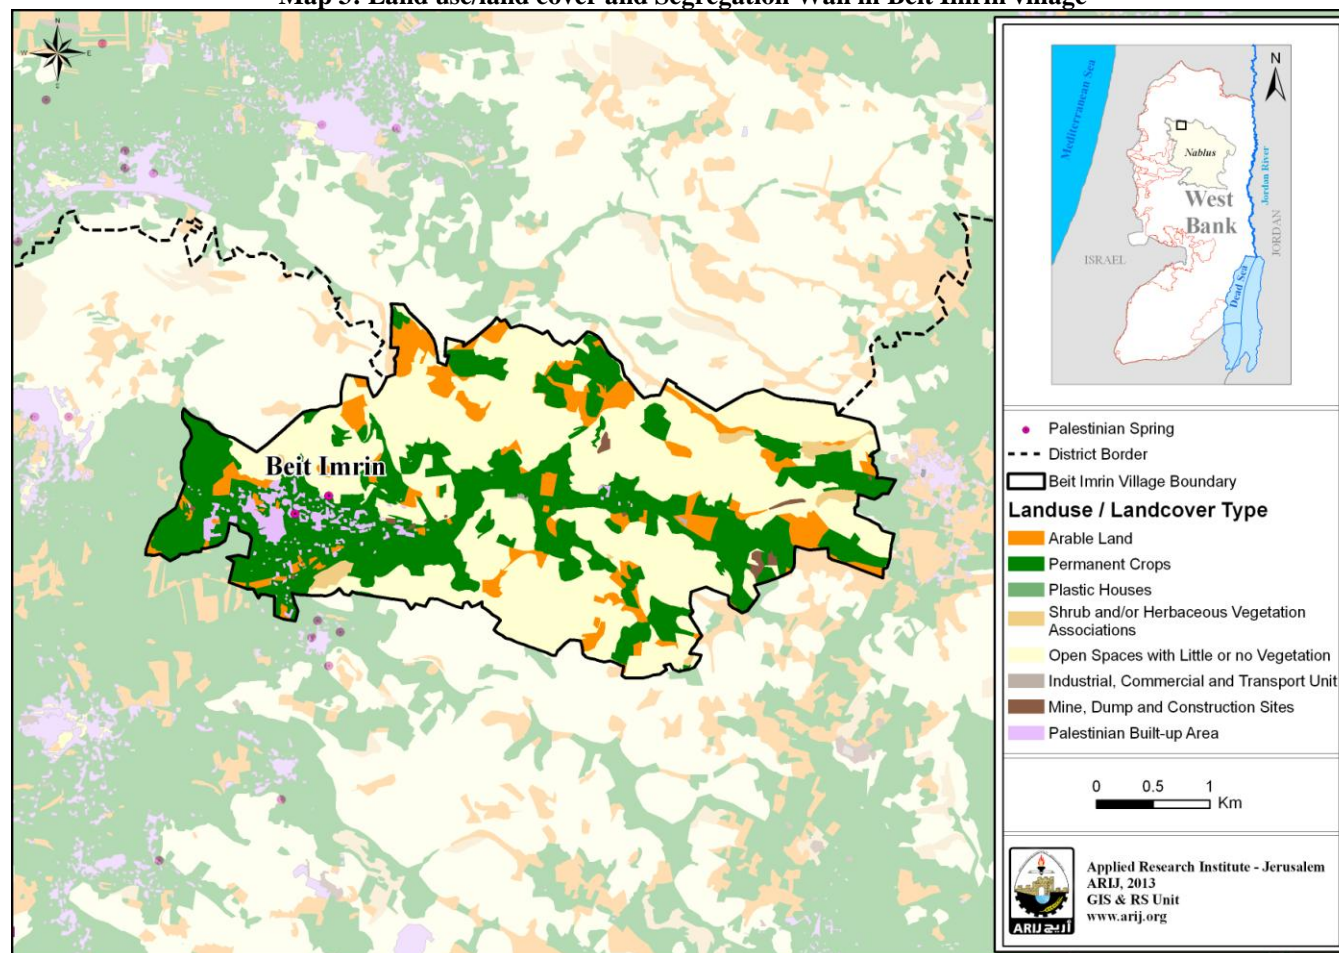 Map 3: Land use/land cover and Segregation Wall in Beit Imrin village
N
W
E
S
Beit Imrin
N
Mediterranean Sea
Nablus
West
Bank
Jordan River
JORDAN
ISRAEL
Dead Sea
Palestinian Spring
District Border
Beit Imrin Village Boundary
Landuse / Landcover Type
Arable Land
Permanent Crops
Plastic Houses
Shrub and/or Herbaceous Vegetation
Associations
Open Spaces with Little or no Vegetation
Industrial, Commercial and Transport Unit
Mine, Dump and Construction Sites
Palestinian Built-up Area
0 0.5 1
Km
Applied Research Institute - Jerusalem
ARIJ, 2013
GIS & RS Unit
www.arij.org
ARIJ أريج